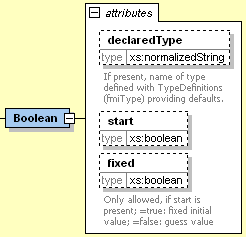 attributes
declaredType
type xs:normalizedString
If present, name of type
defined with TypeDefinitions
(fmiType) providing defaults.
Boolean
start
type xs:boolean
fixed
type xs:boolean
Only allowed, if start is
present; =true: fixed initial
value; =false: guess value